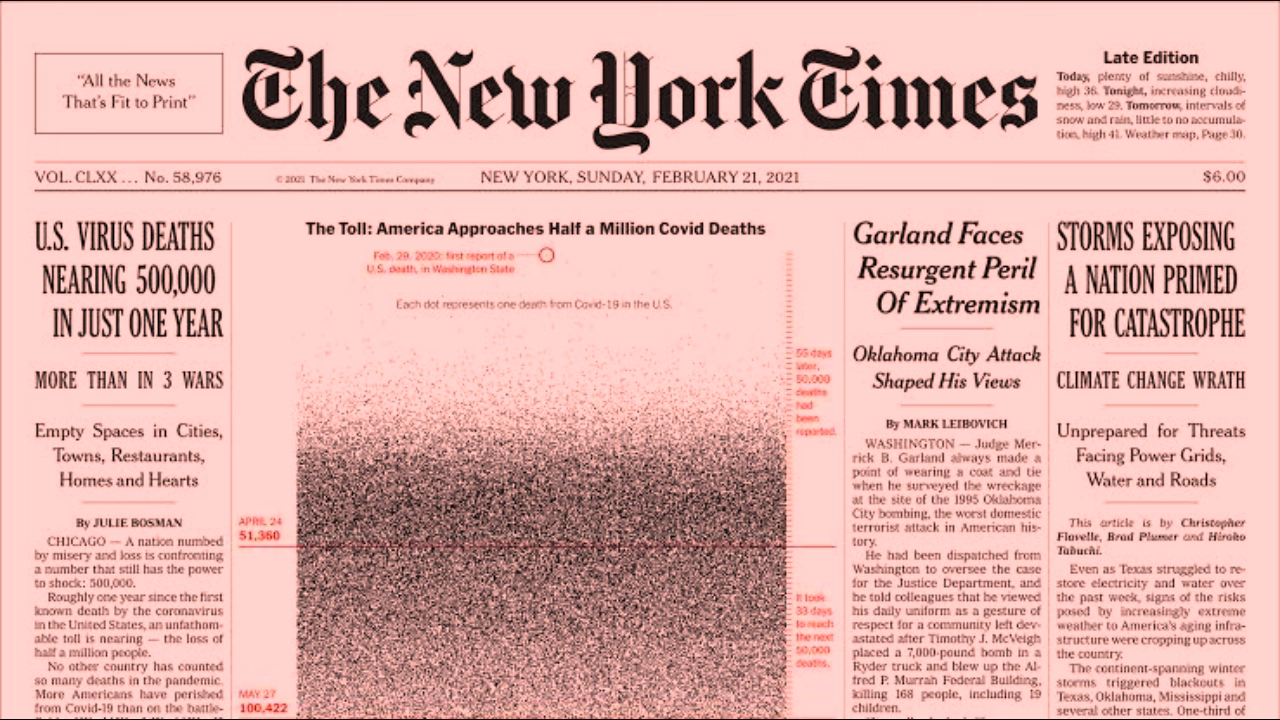 "All the News
That's Fit to Print"
The New York Times
Late Edition
Today, plenty of sunshine, chilly,
high 36. Tonight, increasing cloudi-
ness, low 29. Tomorrow, intervals of
snow and rain, little to no accumula-
tion, high 41. Weather map, Page 30.
VOL. CLXX . . . No. 58,976
© 2021 The New York Times Company
NEW YORK, SUNDAY, FEBRUARY 21, 2021
$6.00
U.S. VIRUS DEATHS
NEARING 500,000
IN JUST ONE YEAR
MORE THAN IN 3 WARS
Empty Spaces in Cities,
Towns, Restaurants,
Homes and Hearts
By JULIE BOSMAN
CHICAGO — A nation numbed
by misery and loss is confronting
a number that still has the power
to shock: 500,000.
Roughly one year since the first
known death by the coronavirus
in the United States, an unfathom-
able toll is nearing — the loss of
half a million people.
No other country has counted
so many deaths in the pandemic.
More Americans have perished
from Covid-19 than on the battle-
The Toll: America Approaches Half a Million Covid Deaths
Feb. 29, 2020: first report of a
U.S. death, in Washington State
Each dot represents one death from Covid-19 in the U.S.
55 days
later,
50,000
deaths
had
been
reported.
APRIL 24
51,360
It took
33 days
to reach
the next
50,000
deaths.
MAY 27
100,422
Garland Faces
Resurgent Peril
Of Extremism
Oklahoma City Attack
Shaped His Views
By MARK LEIBOVICH
WASHINGTON — Judge Mer-
rick B. Garland always made a
point of wearing a coat and tie
when he surveyed the wreckage
at the site of the 1995 Oklahoma
City bombing, the worst domestic
terrorist attack in American his-
tory.
He had been dispatched from
Washington to oversee the case
for the Justice Department, and
he told colleagues that he viewed
his daily uniform as a gesture of
respect for a community left dev-
astated after Timothy J. McVeigh
placed a 7,000-pound bomb in a
Ryder truck and blew up the Al-
fred P. Murrah Federal Building,
killing 168 people, including 19
children.
STORMS EXPOSING
A NATION PRIMED
FOR CATASTROPHE
CLIMATE CHANGE WRATH
Unprepared for Threats
Facing Power Grids,
Water and Roads
This article is by Christopher
Flavelle, Brad Plumer and Hiroko
Tabuchi.
Even as Texas struggled to re-
store electricity and water over
the past week, signs of the risks
posed by increasingly extreme
weather to America's aging infra-
structure were cropping up across
the country.
The continent-spanning winter
storms triggered blackouts in
Texas, Oklahoma, Mississippi and
several other states. One-third of